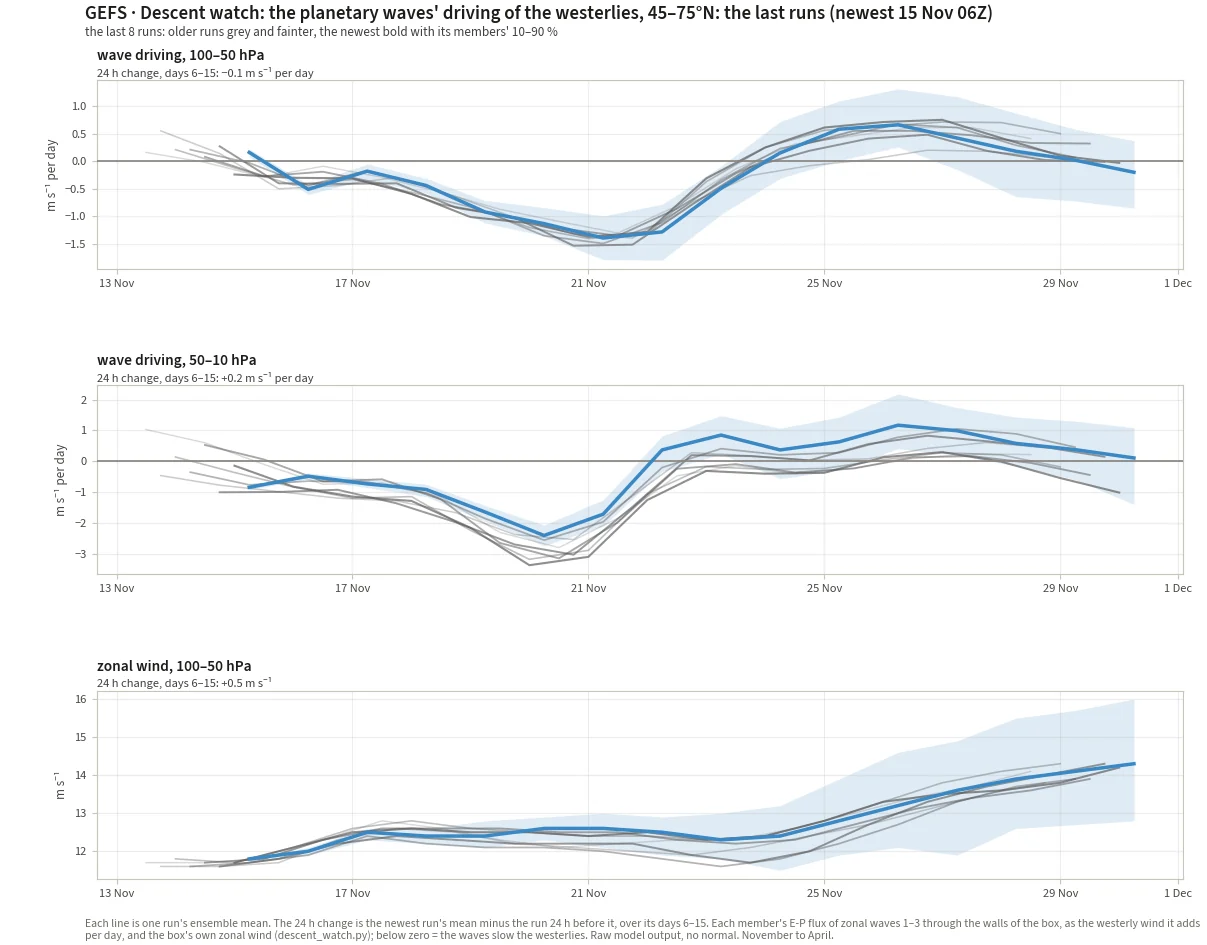 GEFS · Descent watch: the planetary waves' driving of the westerlies, 45–75°N: the last runs (newest 15 Nov 06Z)
the last 8 runs: older runs grey and fainter, the newest bold with its members' 10–90 %
wave driving, 100–50 hPa
24 h change, days 6–15: −0.1 m s⁻¹ per day
m s⁻¹ per day
1.0
0.5
0.0
−0.5
−1.0
−1.5
13 Nov 17 Nov 21 Nov 25 Nov 29 Nov 1 Dec
wave driving, 50–10 hPa
24 h change, days 6–15: +0.2 m s⁻¹ per day
m s⁻¹ per day
2
1
0
−1
−2
−3
13 Nov 17 Nov 21 Nov 25 Nov 29 Nov 1 Dec
zonal wind, 100–50 hPa
24 h change, days 6–15: +0.5 m s⁻¹
m s⁻¹
16
15
14
13
12
13 Nov 17 Nov 21 Nov 25 Nov 29 Nov 1 Dec
Each line is one run's ensemble mean. The 24 h change is the newest run's mean minus the run 24 h before it, over its days 6–15. Each member's E-P flux of zonal waves 1–3 through the walls of the box, as the westerly wind it adds
per day, and the box's own zonal wind (descent_watch.py); below zero = the waves slow the westerlies. Raw model output, no normal. November to April.